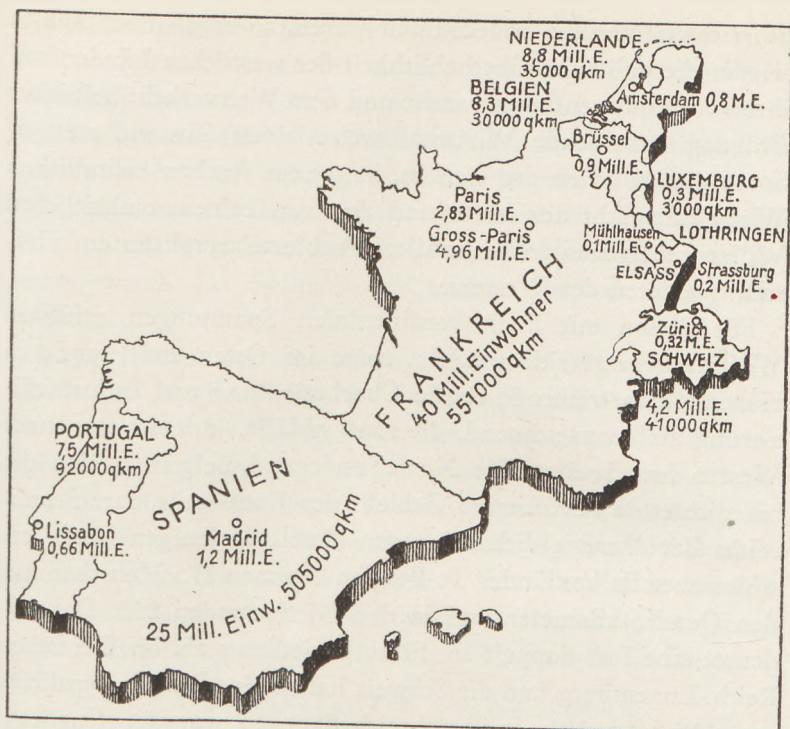 NIEDERLANDE
8,8 Mill. E.
35000 qkm
BELGIEN
8,3 Mill. E.
30000 qkm
Amsterdam 0,8 M.E.
Brüssel
0,9 Mill. E.
LUXEMBURG
0,3 Mill. E.
3000 qkm
Paris
2,83 Mill. E.
Gross-Paris
4,96 Mill. E.
Mühlhausen
0,1 Mill. E.
LOTHRINGEN
ELSASS
Strassburg
0,2 Mill. E.
Zürich
0,32 M.E.
SCHWEIZ
4,2 Mill. E.
41000 qkm
FRANKREICH
40 Mill. Einwohner
551000 qkm
PORTUGAL
7,5 Mill. E.
92000 qkm
SPANIEN
Lissabon
0,66 Mill. E.
Madrid
1,2 Mill. E.
25 Mill. Einw. 505000 qkm